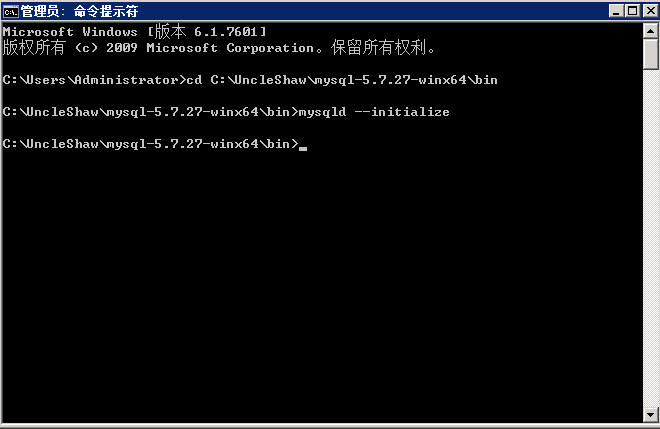 管理员: 命令提示符
Microsoft Windows [版本 6.1.7601]
版权所有 (c) 2009 Microsoft Corporation。保留所有权利。
C:\Users\Administrator>cd C:\UncleShaw\mysql-5.7.27-winx64\bin
C:\UncleShaw\mysql-5.7.27-winx64\bin>mysqld --initialize
C:\UncleShaw\mysql-5.7.27-winx64\bin>